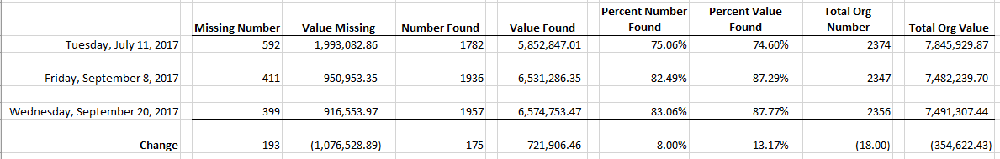 Missing Number Value Missing Number Found Value Found Percent Number Found Percent Value Found Total Org Number Total Org Value
Tuesday, July 11, 2017 592 1,993,082.86 1782 5,852,847.01 75.06% 74.60% 2374 7,845,929.87
Friday, September 8, 2017 411 950,953.35 1936 6,531,286.35 82.49% 87.29% 2347 7,482,239.70
Wednesday, September 20, 2017 399 916,553.97 1957 6,574,753.47 83.06% 87.77% 2356 7,491,307.44
Change -193 (1,076,528.89) 175 721,906.46 8.00% 13.17% (18.00) (354,622.43)